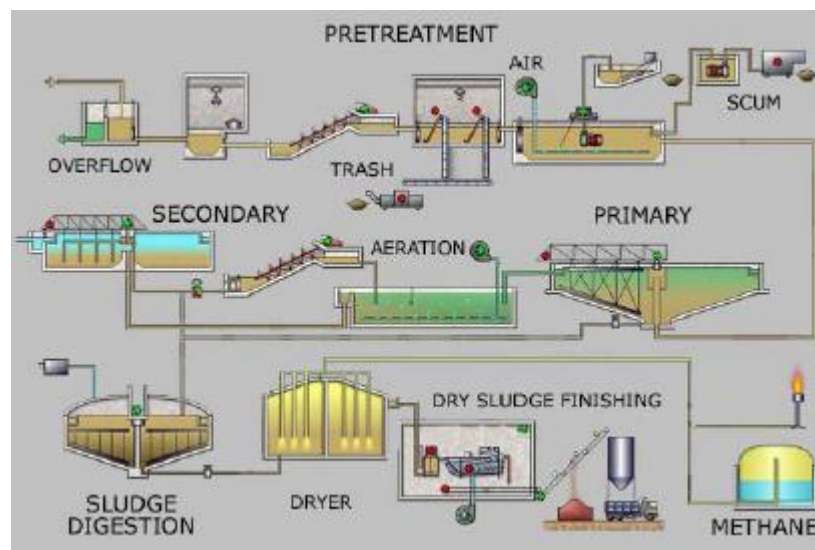 PRETREATMENT
AIR
SCUM
OVERFLOW
TRASH
SECONDARY
PRIMARY
AERATION
DRY SLUDGE FINISHING
SLUDGE
DIGESTION
DRYER
METHANE